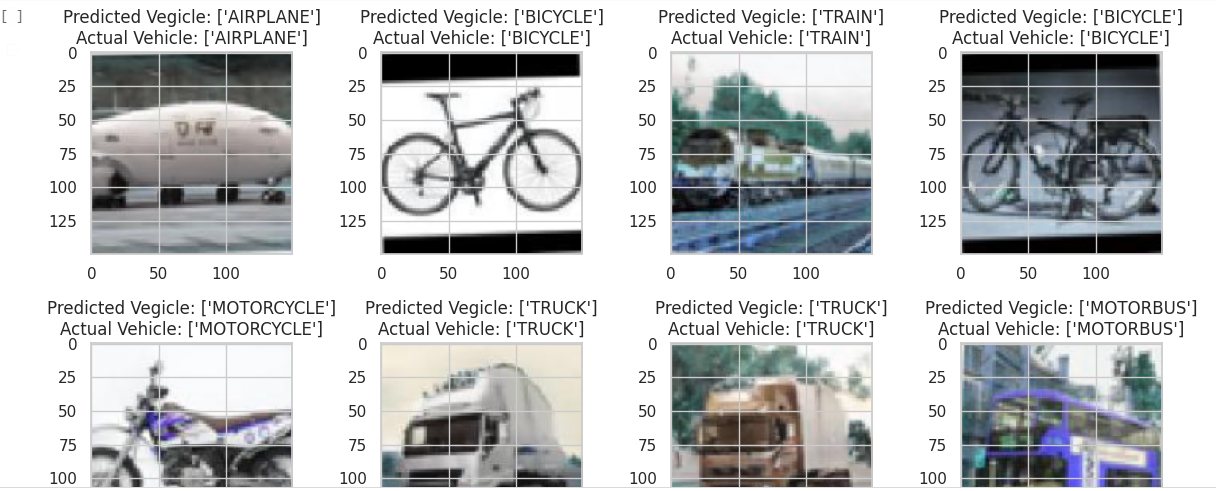 [ ]
Predicted Vegicle: ['AIRPLANE'] Predicted Vegicle: ['BICYCLE'] Predicted Vegicle: ['TRAIN'] Predicted Vegicle: ['BICYCLE']
Actual Vehicle: ['AIRPLANE'] Actual Vehicle: ['BICYCLE'] Actual Vehicle: ['TRAIN'] Actual Vehicle: ['BICYCLE']
0 0 0 0
25 25 25 25
50 50 50 50
75 75 75 75
100 100 100 100
125 125 125 125
0 50 100 0 50 100 0 50 100 0 50 100
Predicted Vegicle: ['MOTORCYCLE'] Predicted Vegicle: ['TRUCK'] Predicted Vegicle: ['TRUCK'] Predicted Vegicle: ['MOTORBUS']
Actual Vehicle: ['MOTORCYCLE'] Actual Vehicle: ['TRUCK'] Actual Vehicle: ['TRUCK'] Actual Vehicle: ['MOTORBUS']
0 0 0 0
25 25 25 25
50 50 50 50
75 75 75 75
100 100 100 100